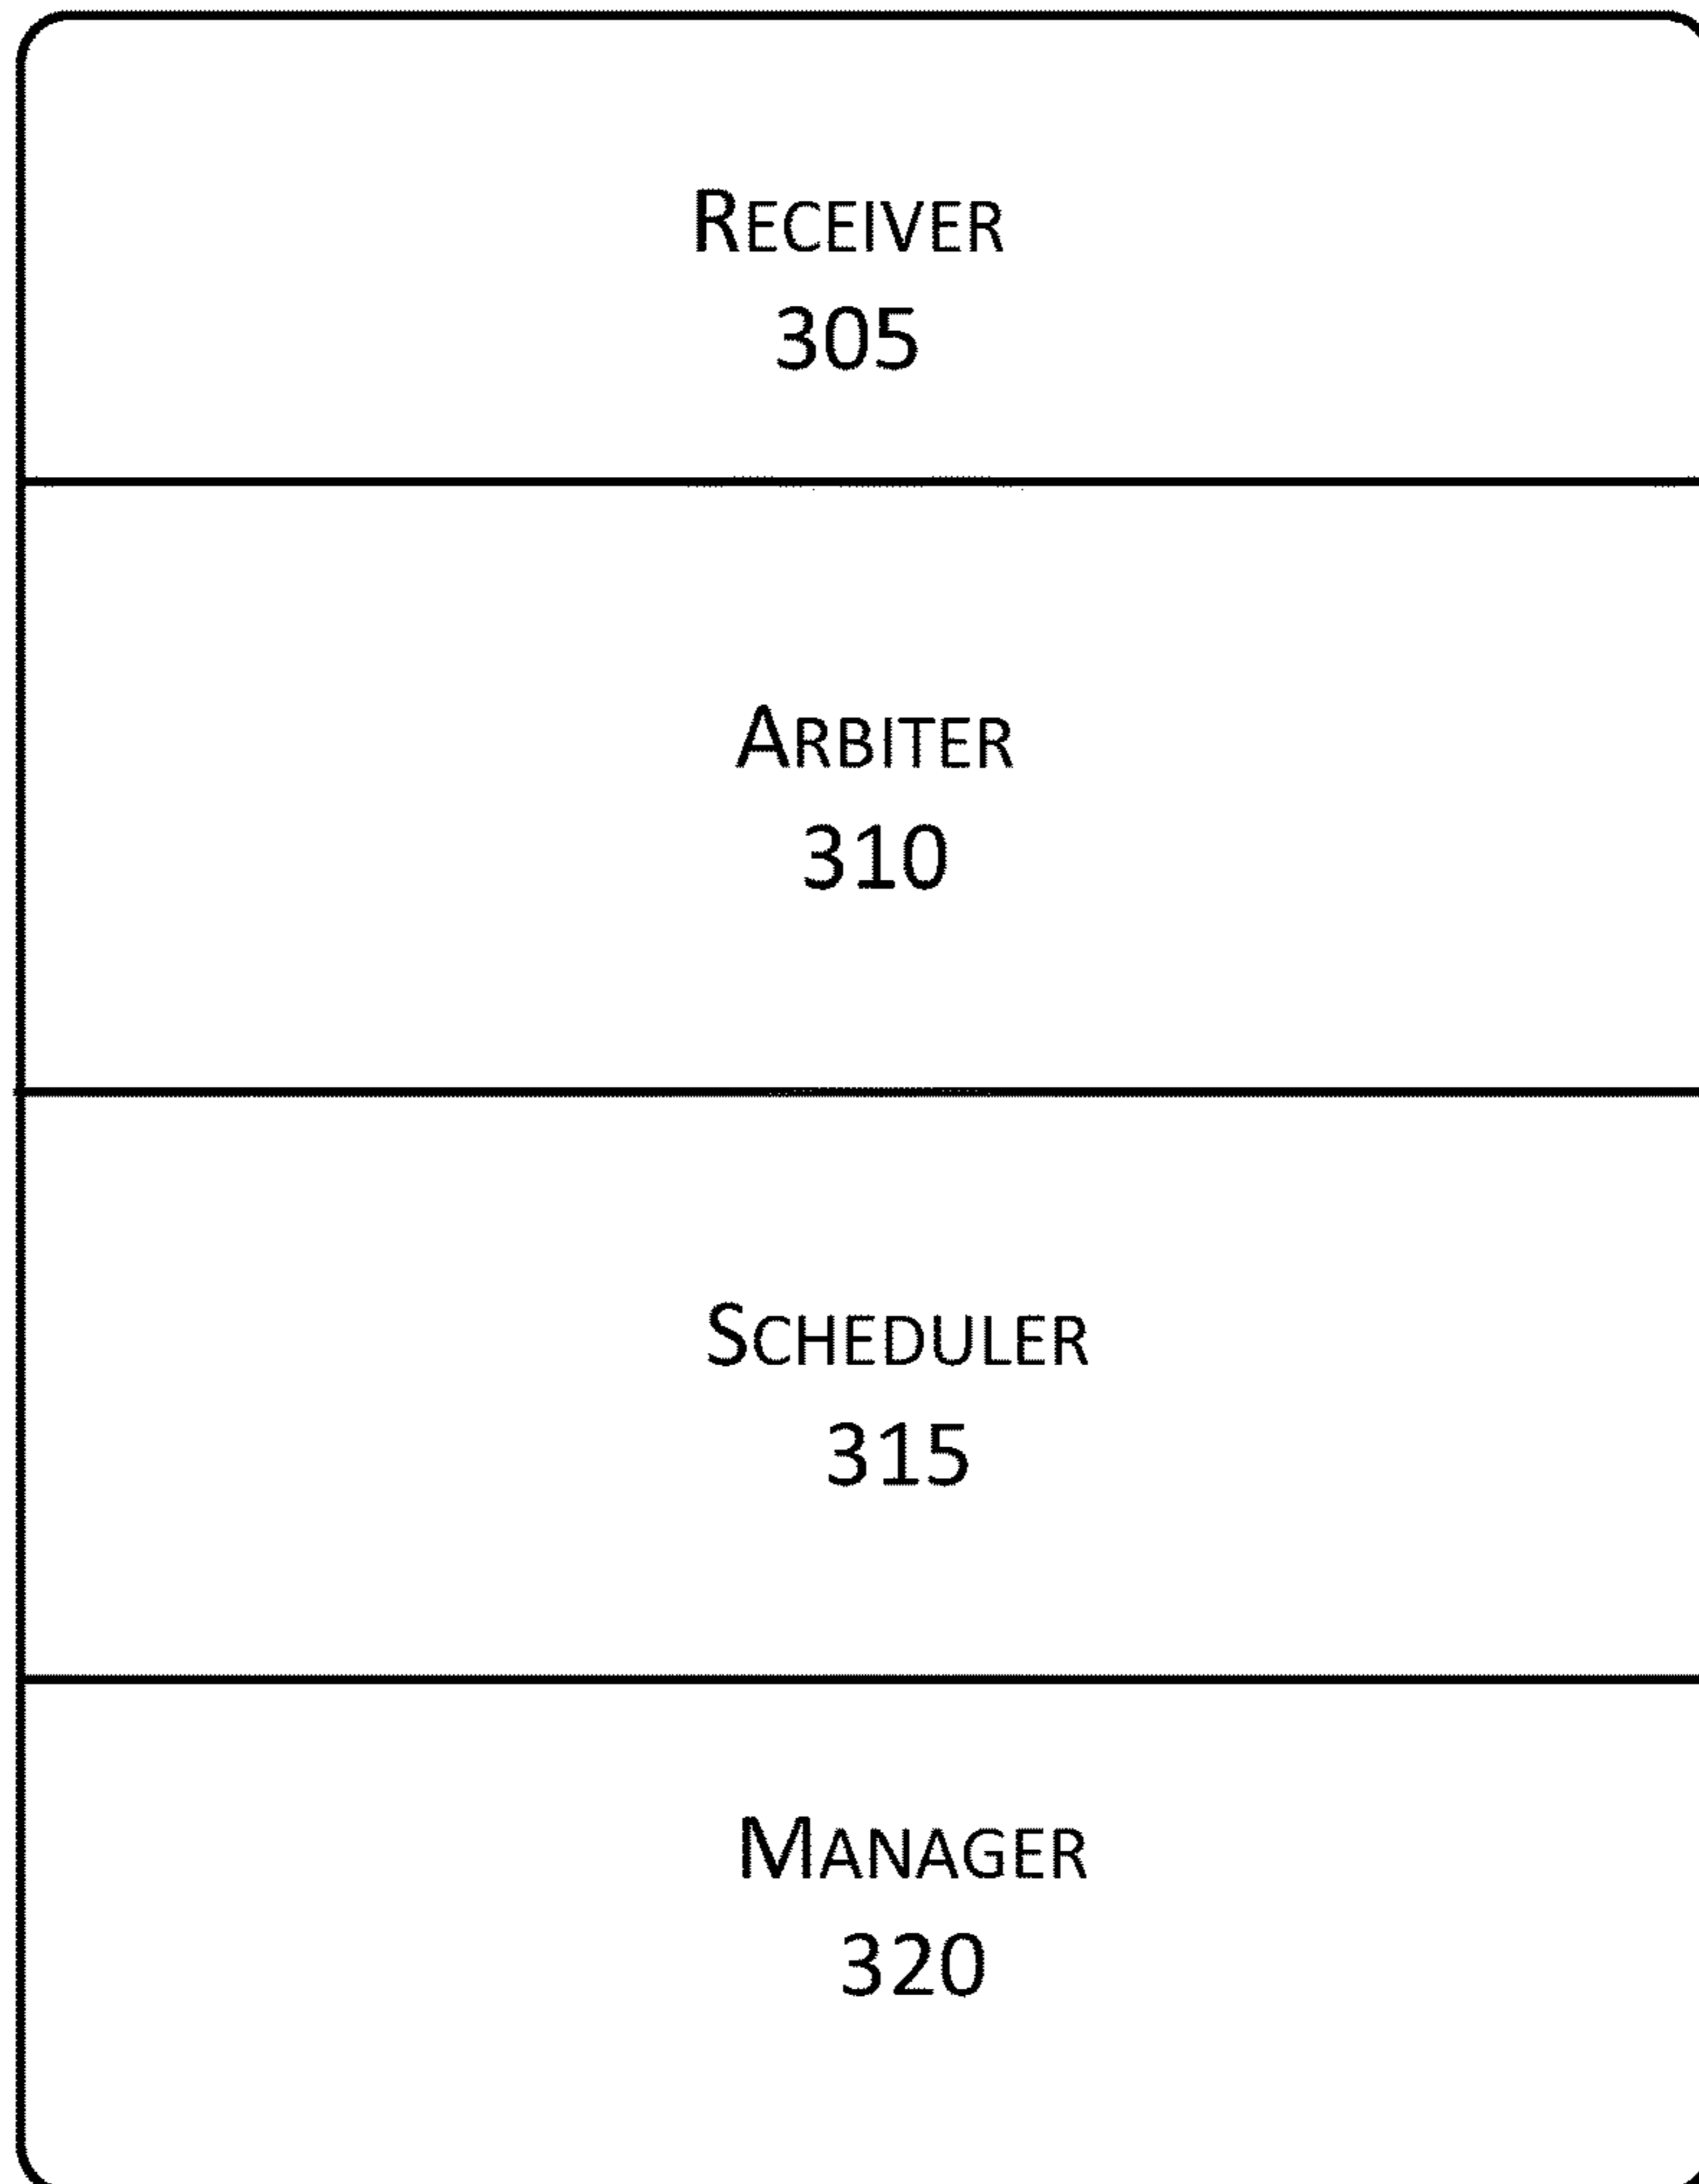 RECEIVER
305
ARBITER
310
SCHEDULER
315
MANAGER
320